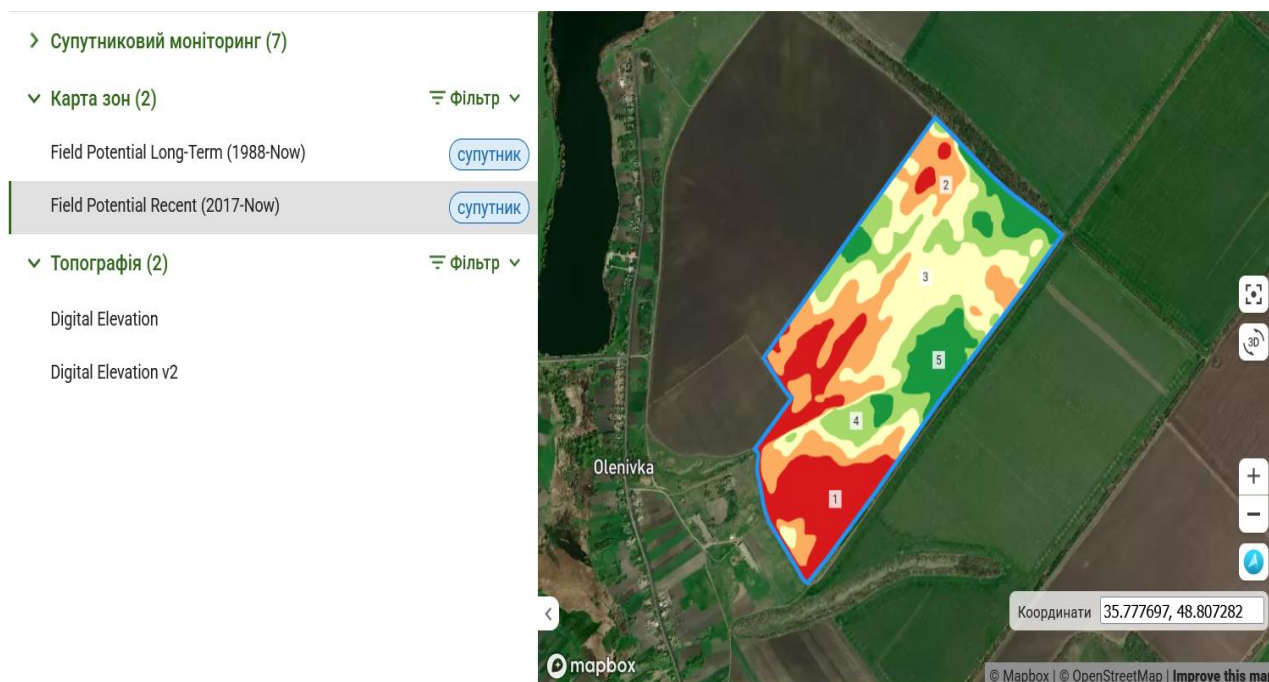 Супутниковий моніторинг (7)
Карта зон (2)
Фільтр
Field Potential Long-Term (1988-Now)
супутник
Field Potential Recent (2017-Now)
супутник
Топографія (2)
Фільтр
Digital Elevation
Digital Elevation v2
2
3
5
4
1
Olenivka
3D
Координати 35.777697, 48.807282
mapbox
© Mapbox | © OpenStreetMap | Improve this map